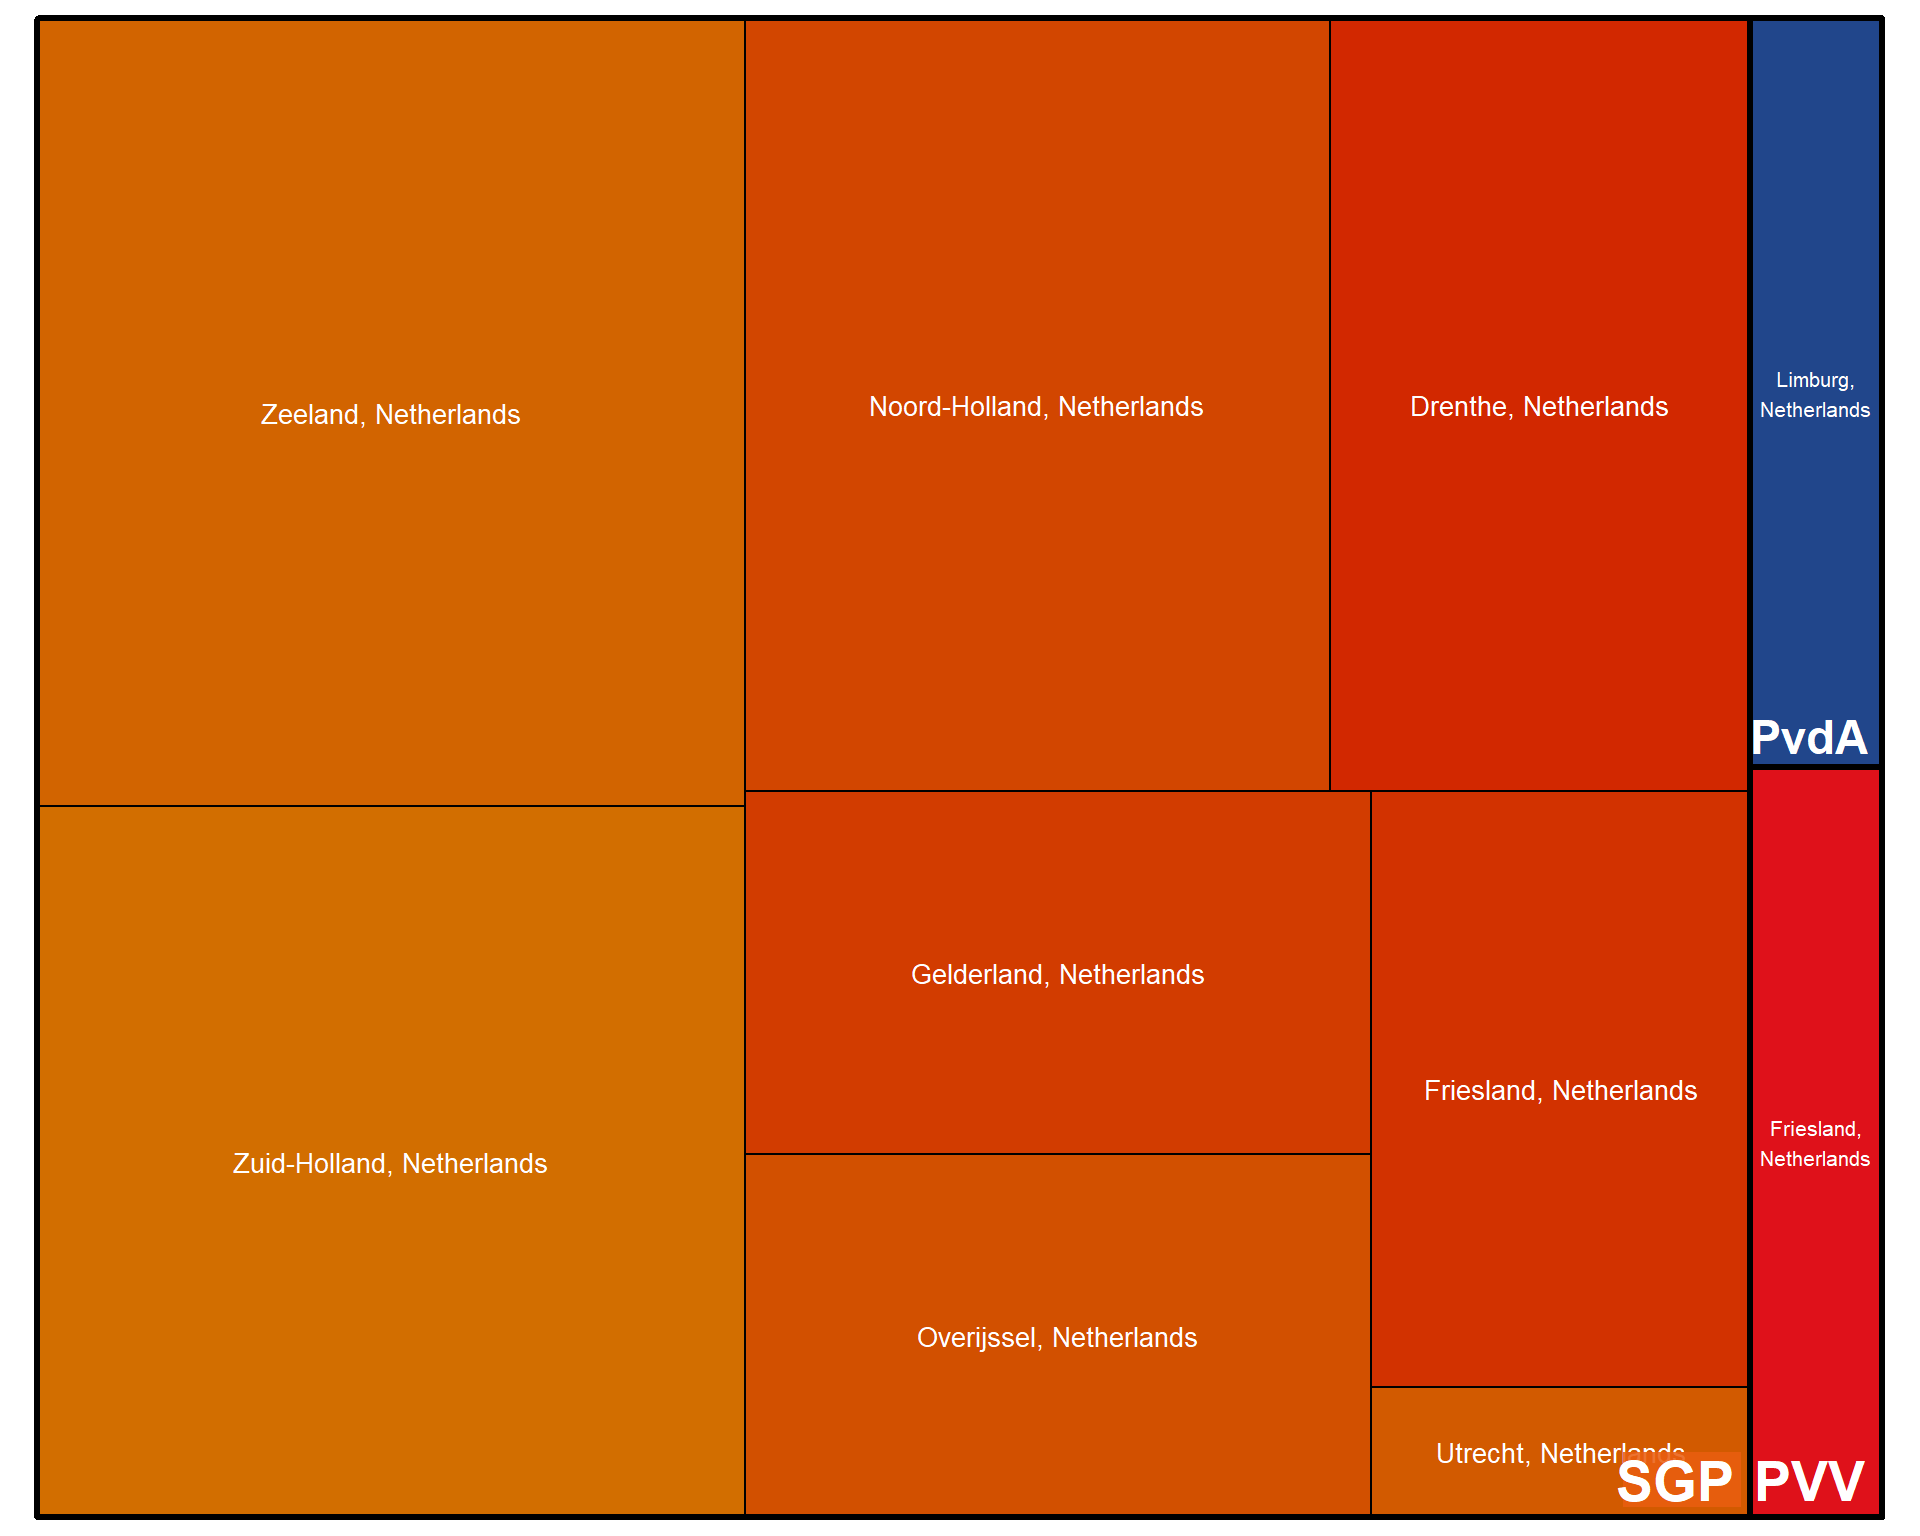 Zeeland, Netherlands
Noord-Holland, Netherlands
Drenthe, Netherlands
Limburg,
Netherlands
PvdA
Zuid-Holland, Netherlands
Gelderland, Netherlands
Friesland, Netherlands
Friesland,
Netherlands
Overijssel, Netherlands
Utrecht, Netherlands
SGP
PVV